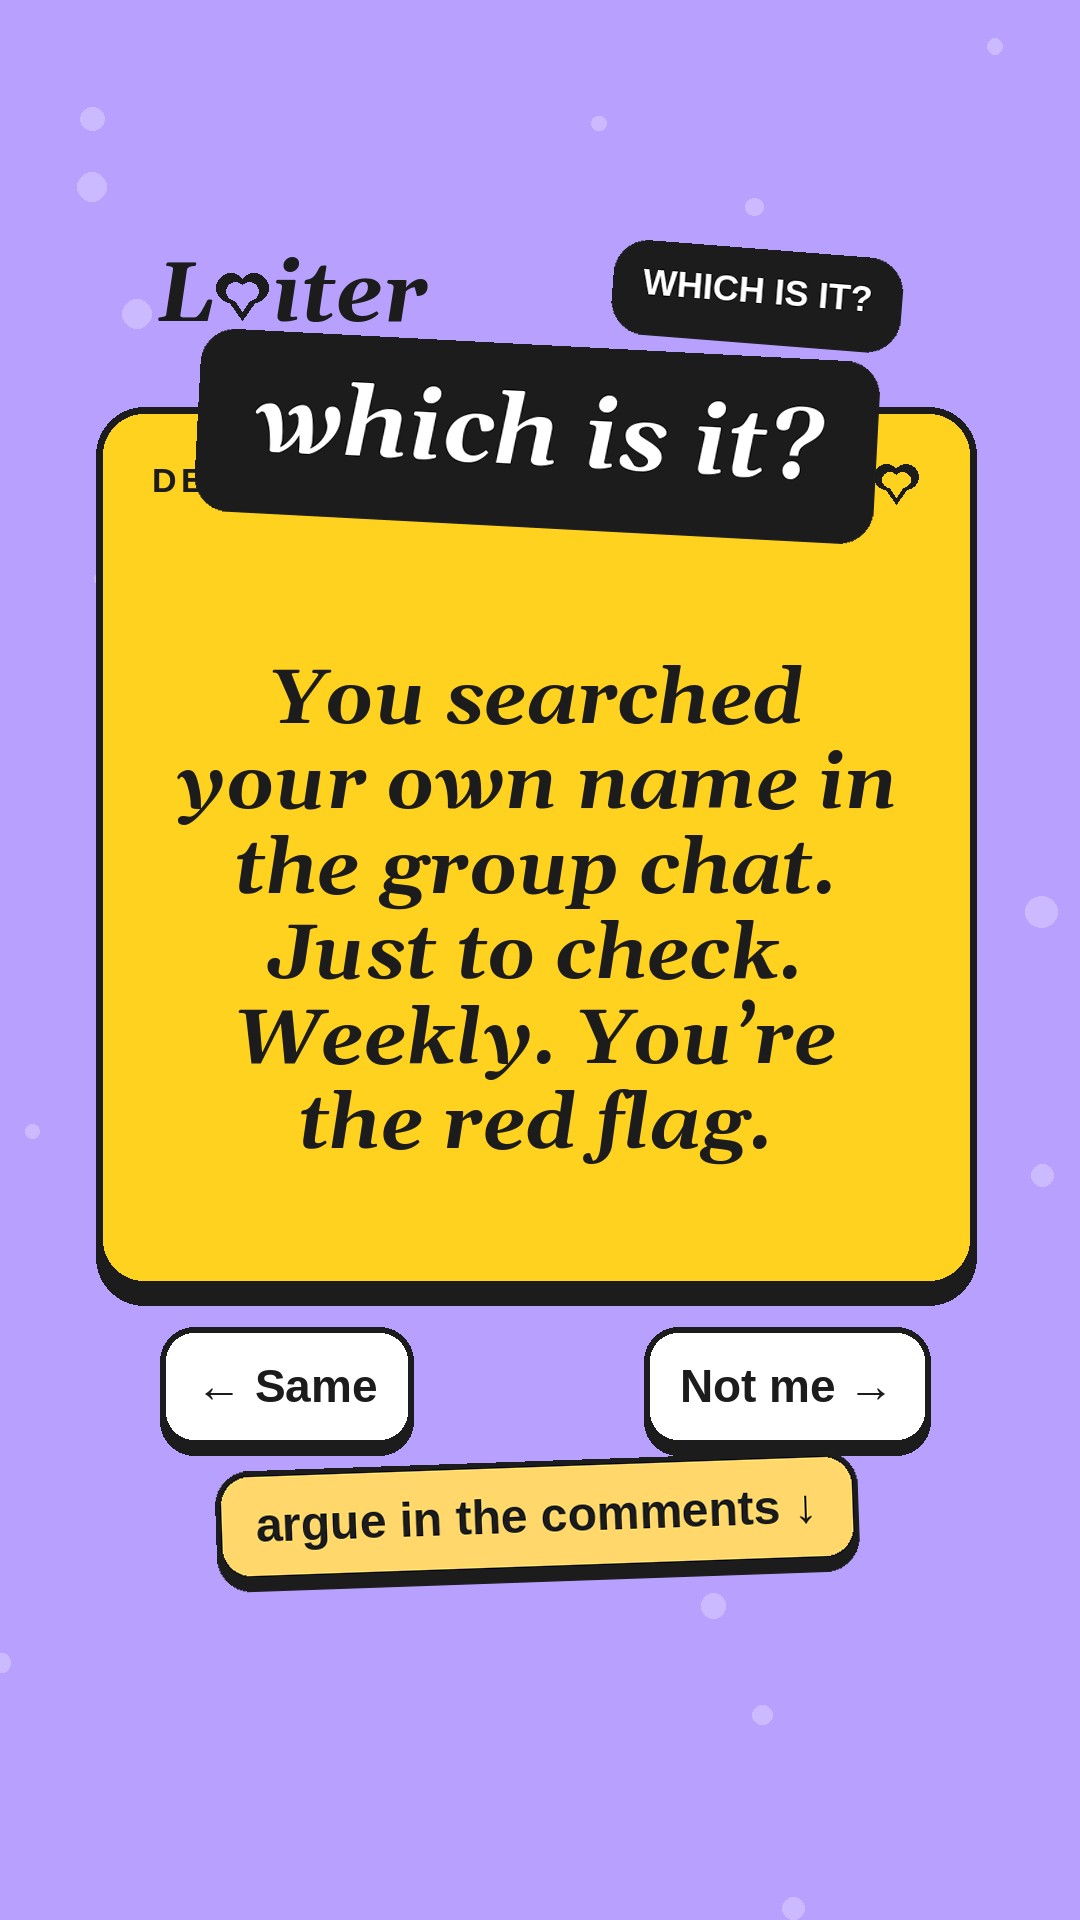 L♡iter
WHICH IS IT?
which is it?
You searched
your own name in
the group chat.
Just to check.
Weekly. You’re
the red flag.
← Same
Not me →
argue in the comments ↓